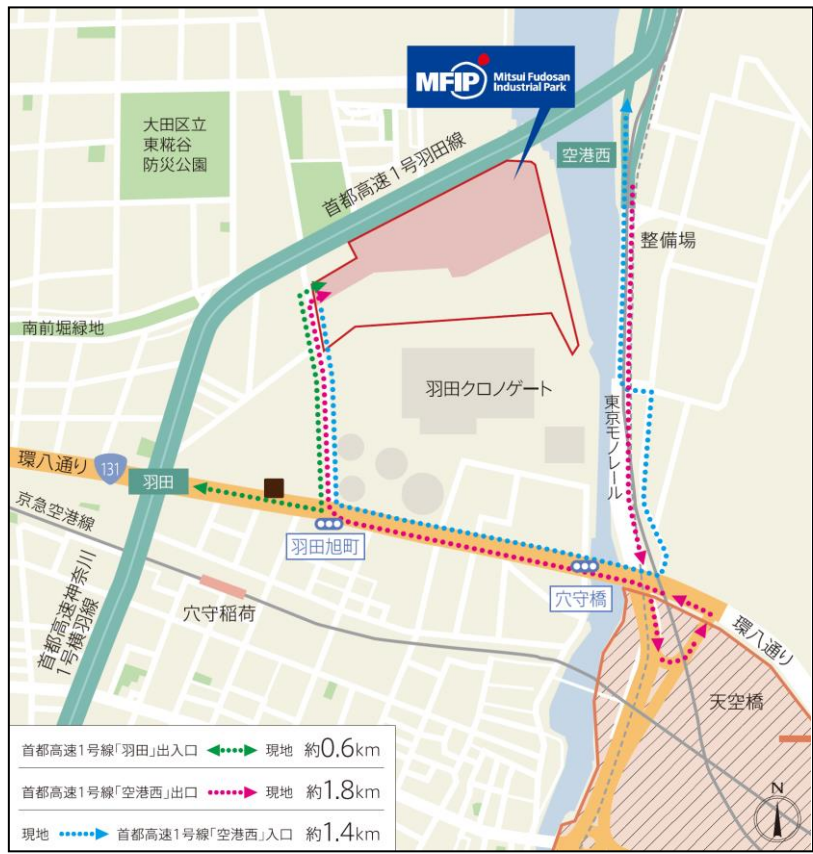 MFIP Mitsui Fudosan
Industrial Park
大田区立
東糀谷
防災公園
首都高速1号羽田線
空港西
整備場
南前堀緑地
羽田クロノゲート
東京モノレール
環八通り
131
羽田
京急空港線
羽田旭町
穴守橋
穴守稲荷
首都高速神奈川
1号横羽線
環八通り
天空橋
首都高速1号線「羽田」出入口 現地 約0.6km
首都高速1号線「空港西」出口 現地 約1.8km
現地 首都高速1号線「空港西」入口 約1.4km
N